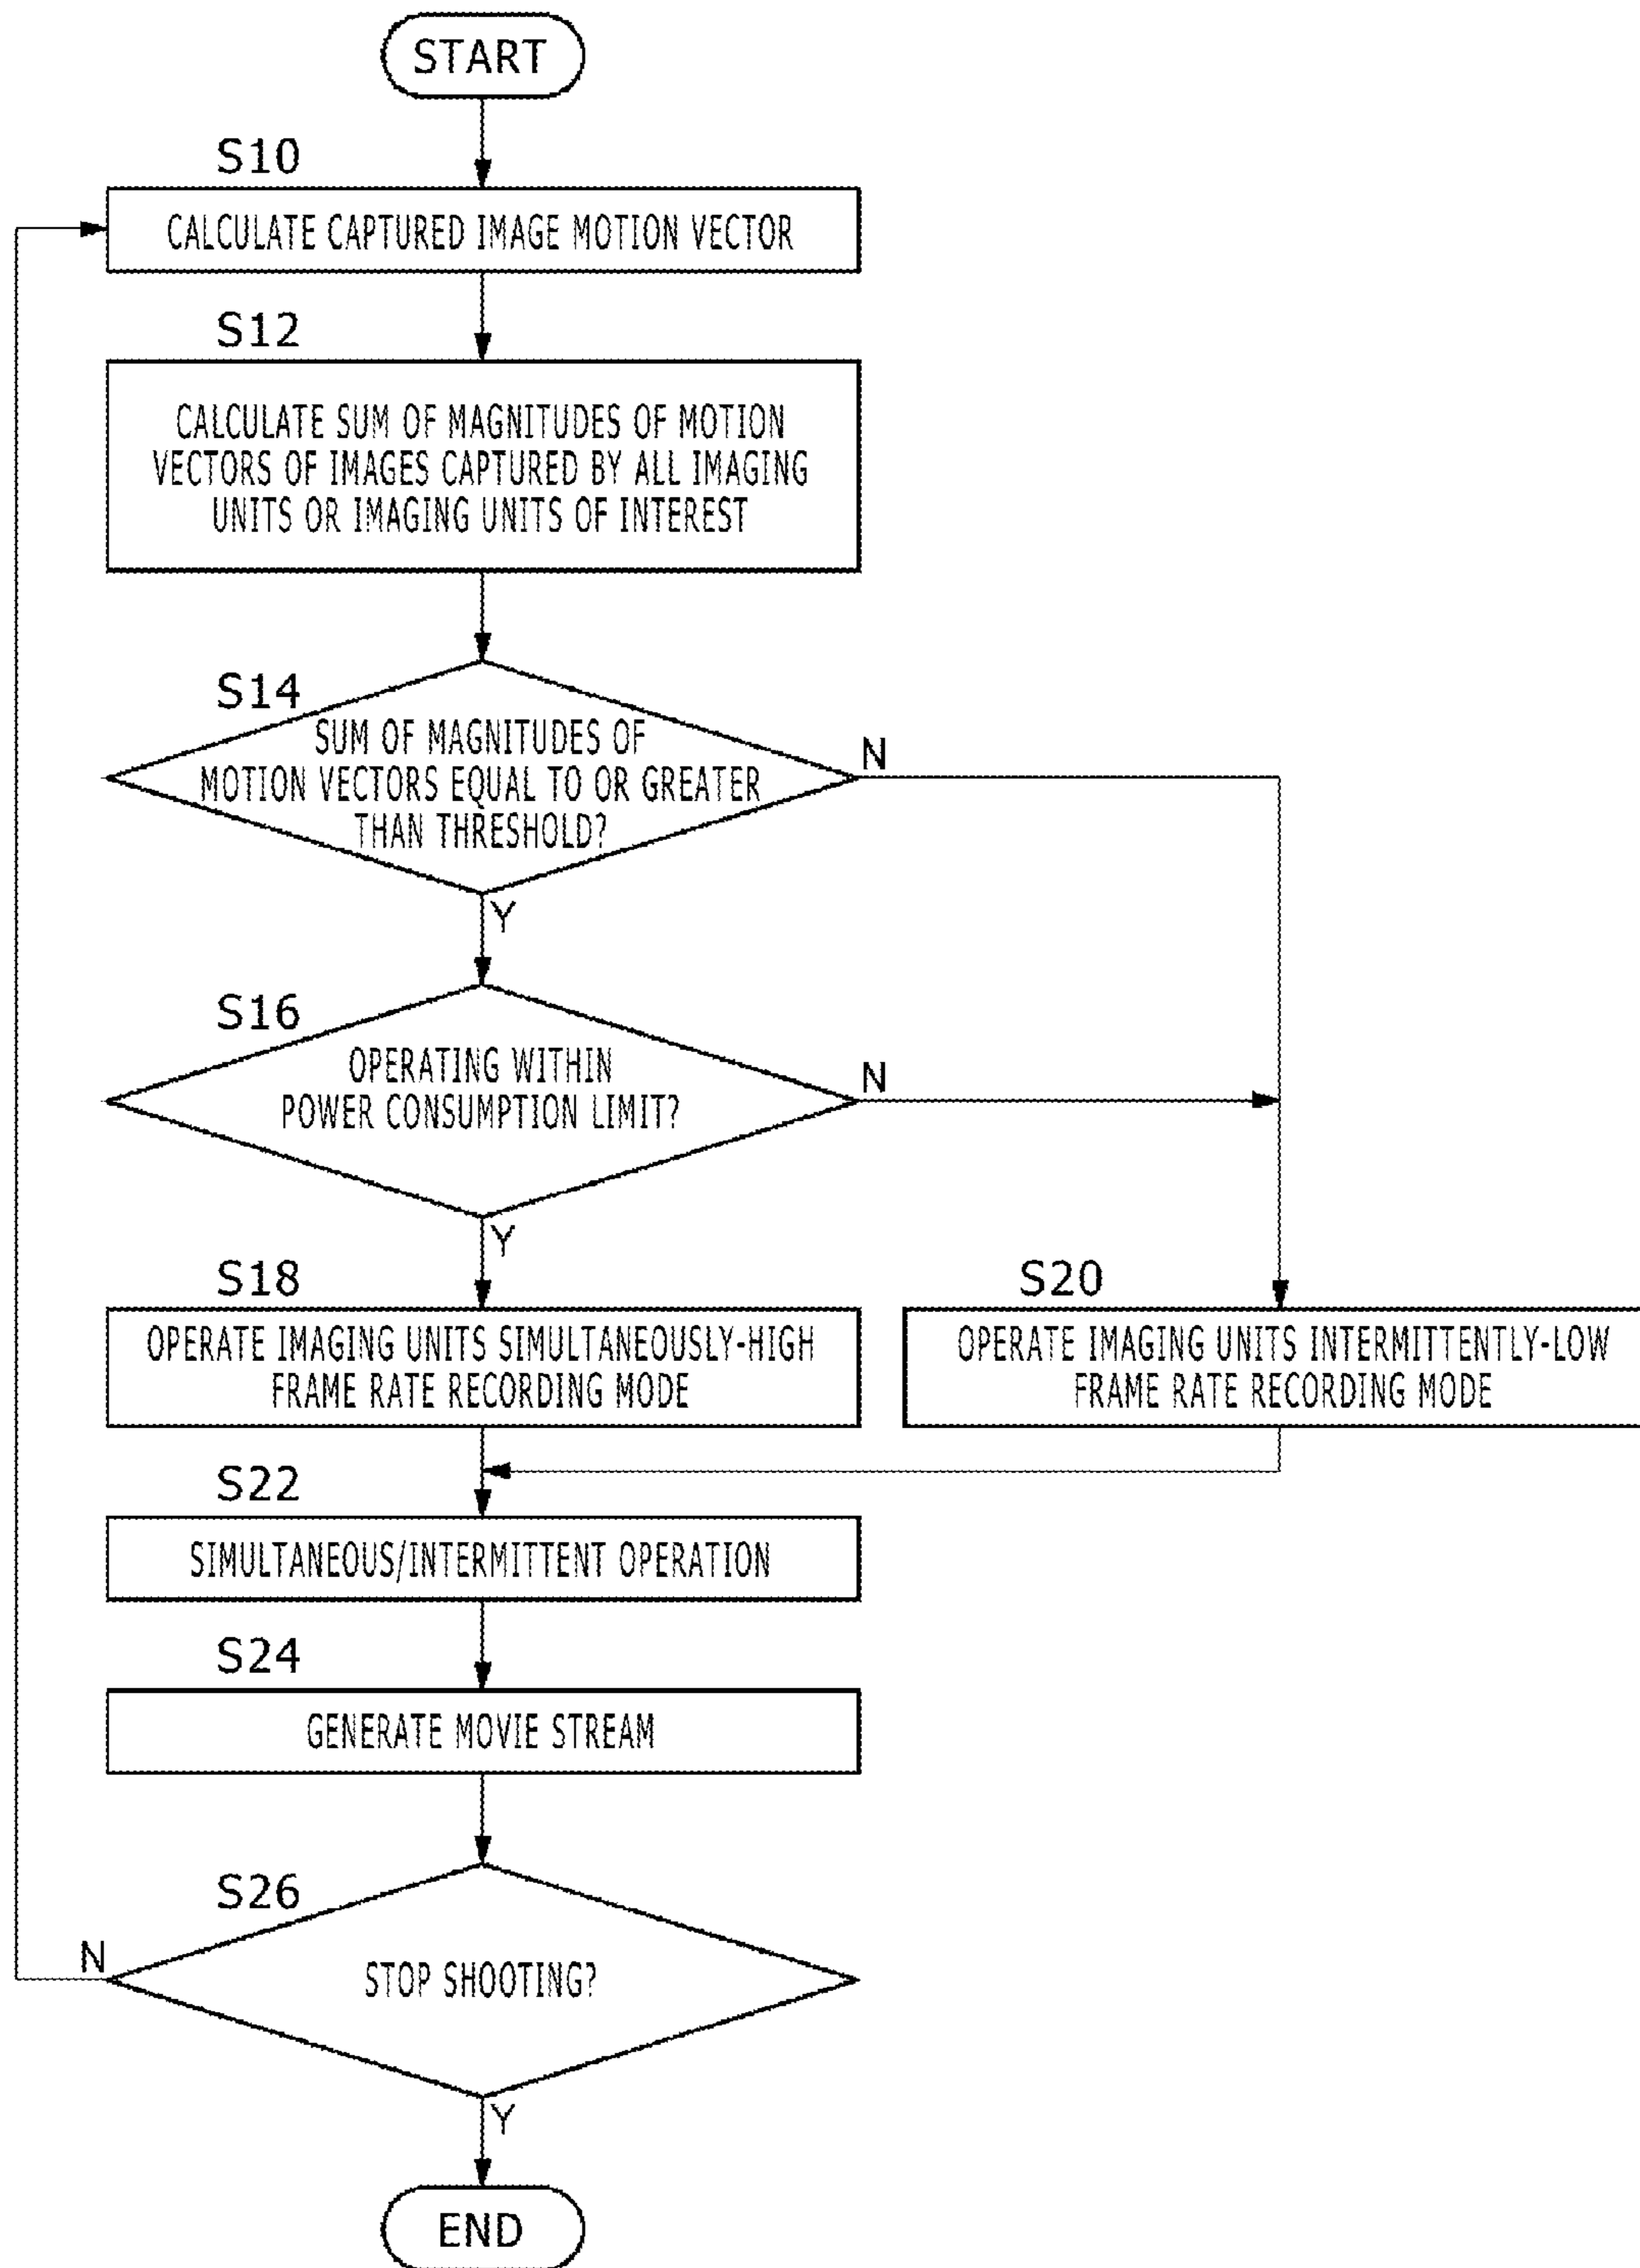 START
S10
CALCULATE CAPTURED IMAGE MOTION VECTOR
S12
CALCULATE SUM OF MAGNITUDES OF MOTION
VECTORS OF IMAGES CAPTURED BY ALL IMAGING
UNITS OR IMAGING UNITS OF INTEREST
S14
SUM OF MAGNITUDES OF
MOTION VECTORS EQUAL TO OR GREATER
THAN THRESHOLD?
N
Y
S16
OPERATING WITHIN
POWER CONSUMPTION LIMIT?
N
Y
S18
OPERATE IMAGING UNITS SIMULTANEOUSLY-HIGH
FRAME RATE RECORDING MODE
S20
OPERATE IMAGING UNITS INTERMITTENTLY-LOW
FRAME RATE RECORDING MODE
S22
SIMULTANEOUS/INTERMITTENT OPERATION
S24
GENERATE MOVIE STREAM
S26
STOP SHOOTING?
N
Y
END